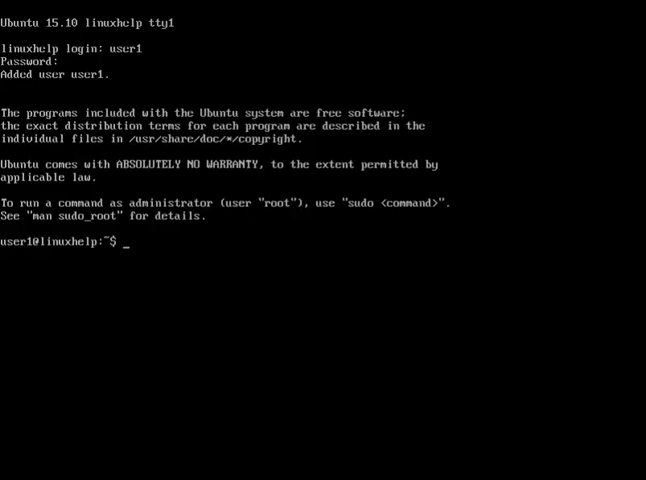 Ubuntu 15.10 linuxhelp tty1
linuxhelp login: user1
Password:
Added user user1.
The programs included with the Ubuntu system are free software;
the exact distribution terms for each program are described in the
individual files in /usr/share/doc/*/copyright.
Ubuntu comes with ABSOLUTELY NO WARRANTY, to the extent permitted by
applicable law.
To run a command as administrator (user "root"), use "sudo <command>".
See "man sudo_root" for details.
user1@linuxhelp:~$ _